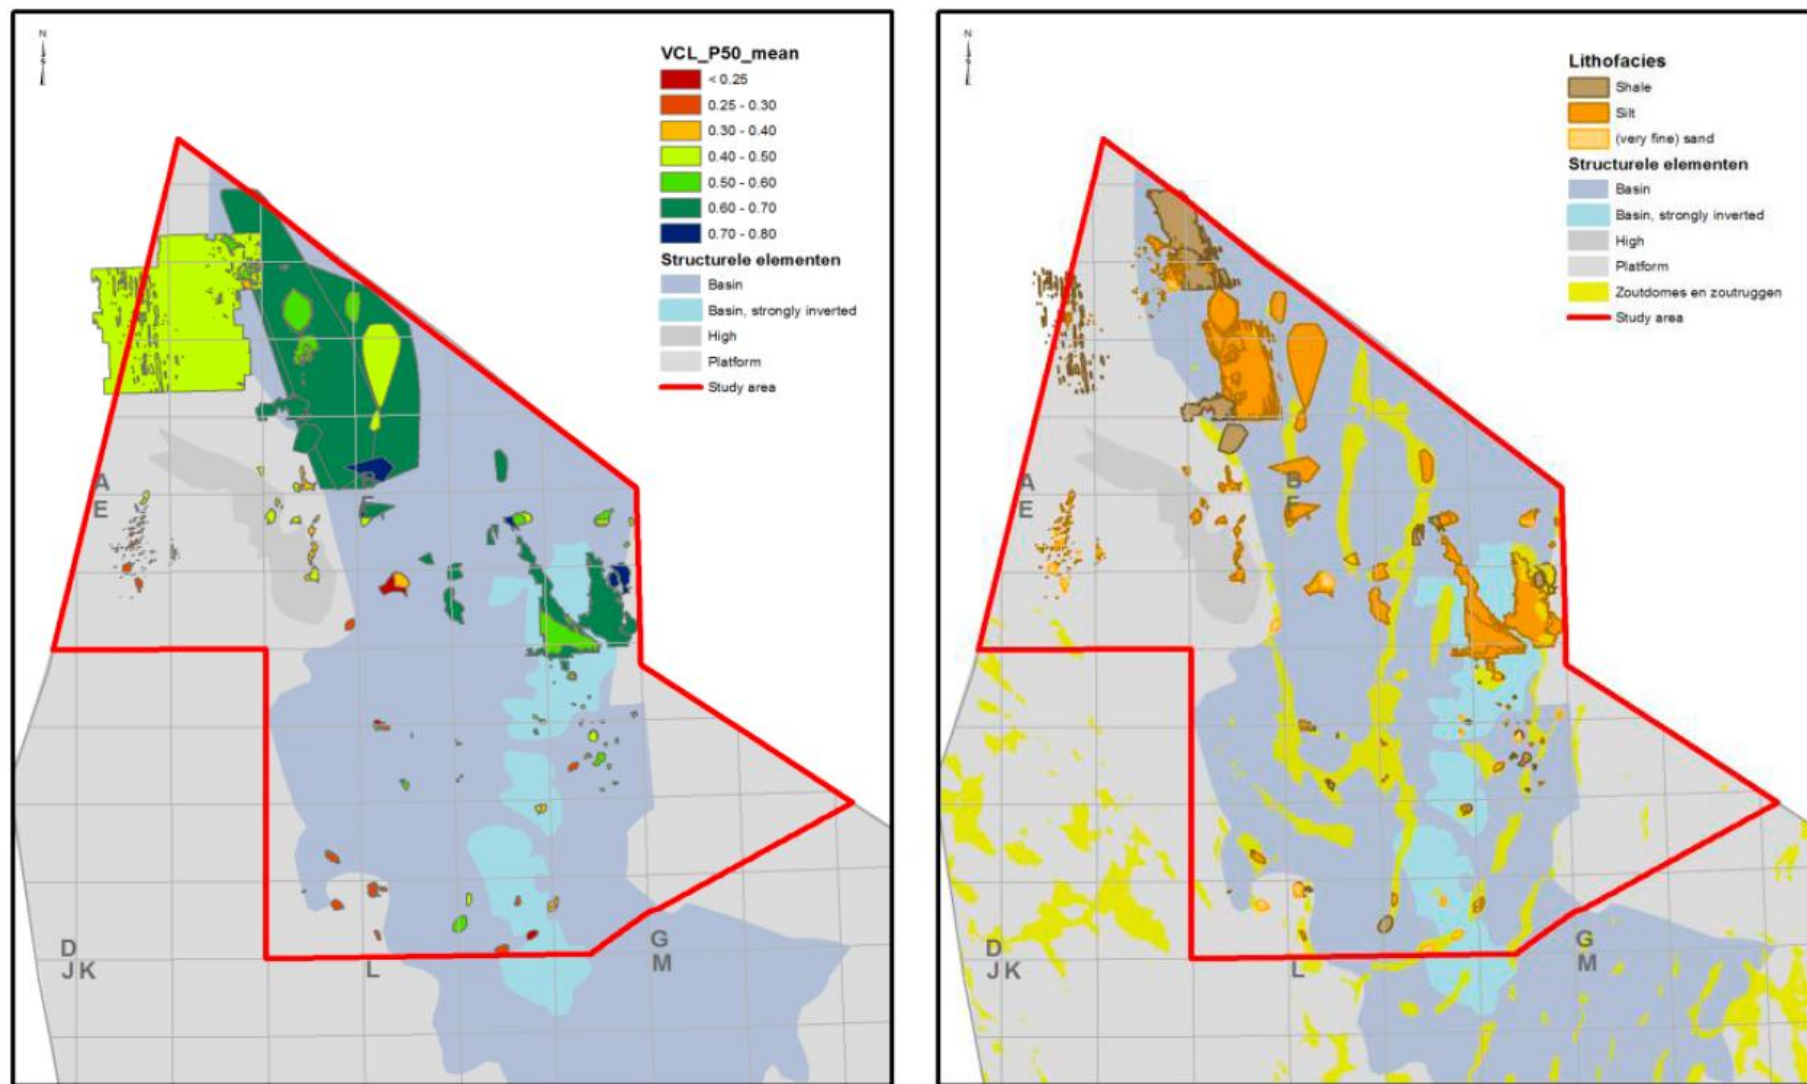 N
VCL_P50_mean
< 0.25
0.25 - 0.30
0.30 - 0.40
0.40 - 0.50
0.50 - 0.60
0.60 - 0.70
0.70 - 0.80
Structurele elementen
Basin
Basin, strongly inverted
High
Platform
Study area
A
E
B
F
D
J K
L
G
M
N
Lithofacies
Shale
Silt
(very fine) sand
Structurele elementen
Basin
Basin, strongly inverted
High
Platform
Zoutdomes en zoutruggen
Study area
A
E
B
F
D
J K
L
G
M